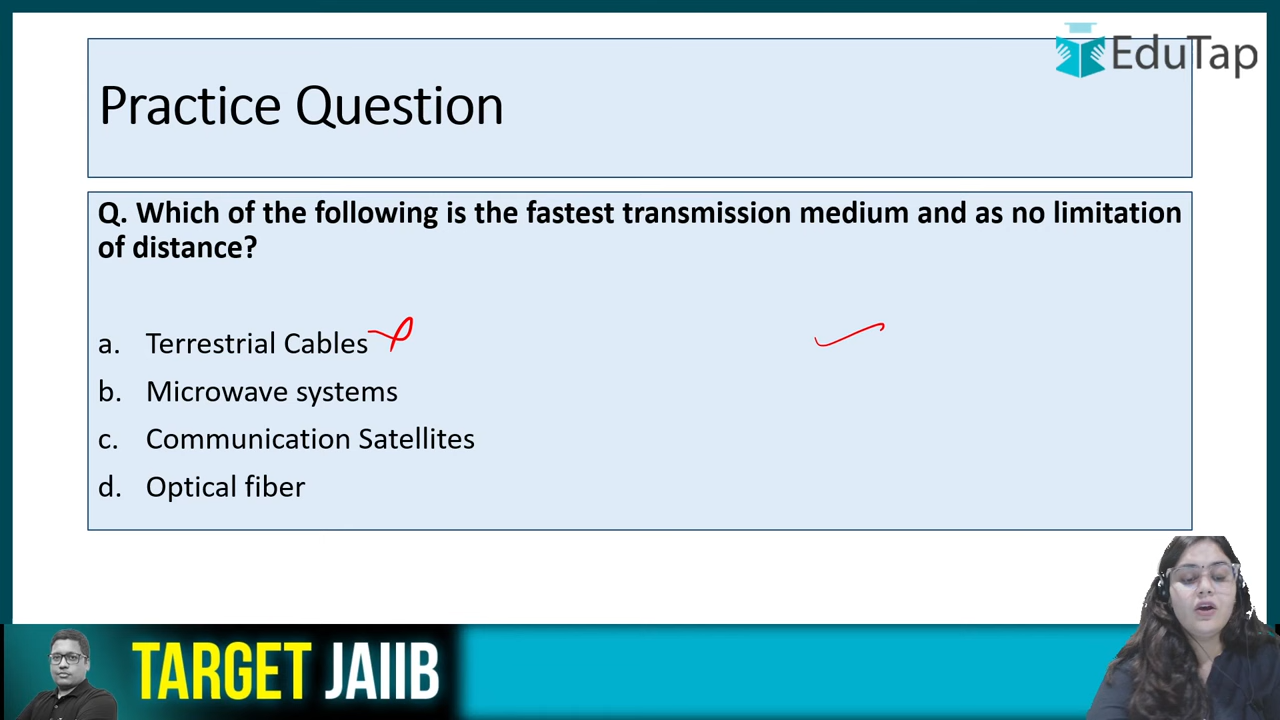 EduTap
Practice Question
Q. Which of the following is the fastest transmission medium and as no limitation
of distance?
a. Terrestrial Cables
b. Microwave systems
c. Communication Satellites
d. Optical fiber
TARGET JAIIB